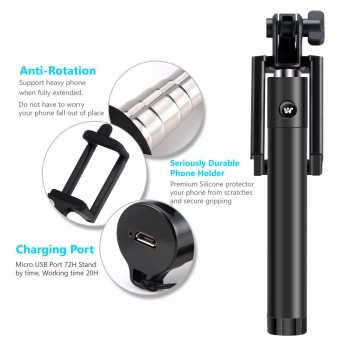 Anti-Rotation
Support heavy phone
when fully extended.
Do not have to worry
your phone fall out of place
Seriously Durable
Phone Holder
Premium Silicone protector
your phone from scratches
and secure gripping
Charging Port
Micro USB Port 72H Stand
by time, Working time 20H